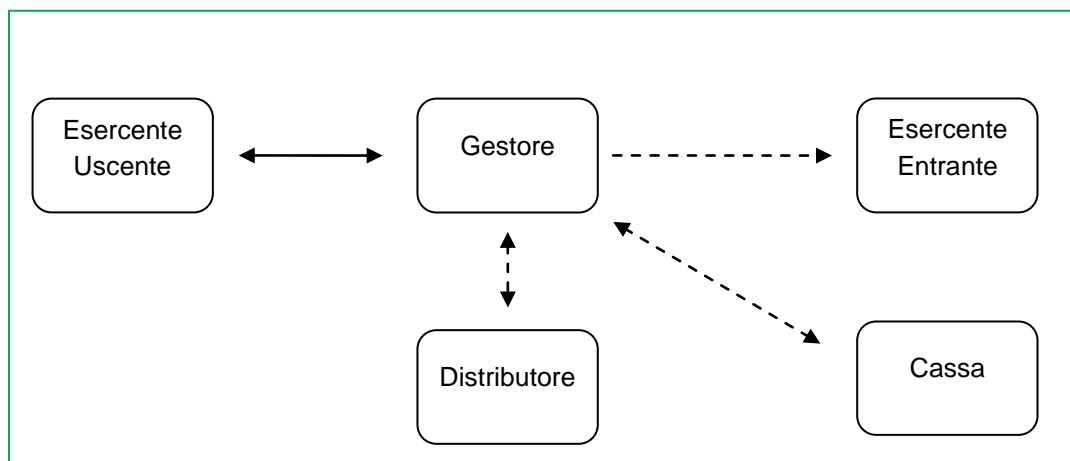 Esercente
Uscente
Gestore
Esercente
Entrante
Distributore
Cassa